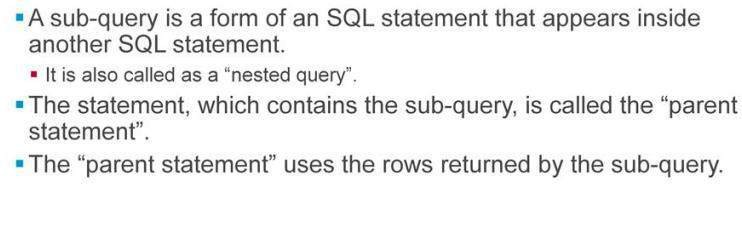 ▪ A sub-query is a form of an SQL statement that appears inside
another SQL statement.
▪ It is also called as a “nested query”.
▪ The statement, which contains the sub-query, is called the “parent
statement”.
▪ The “parent statement” uses the rows returned by the sub-query.